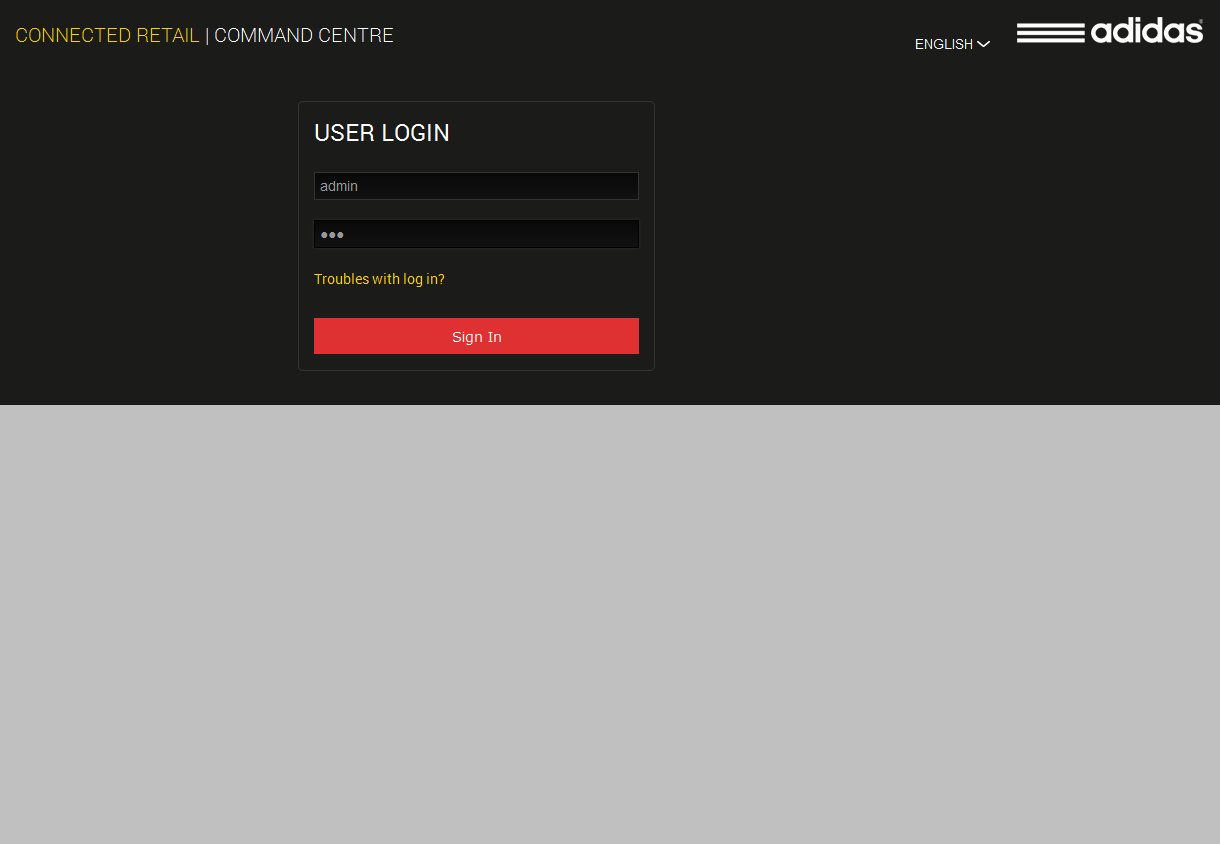 CONNECTED RETAIL | COMMAND CENTRE
ENGLISH
adidas
USER LOGIN
admin
•••
Troubles with log in?
Sign In